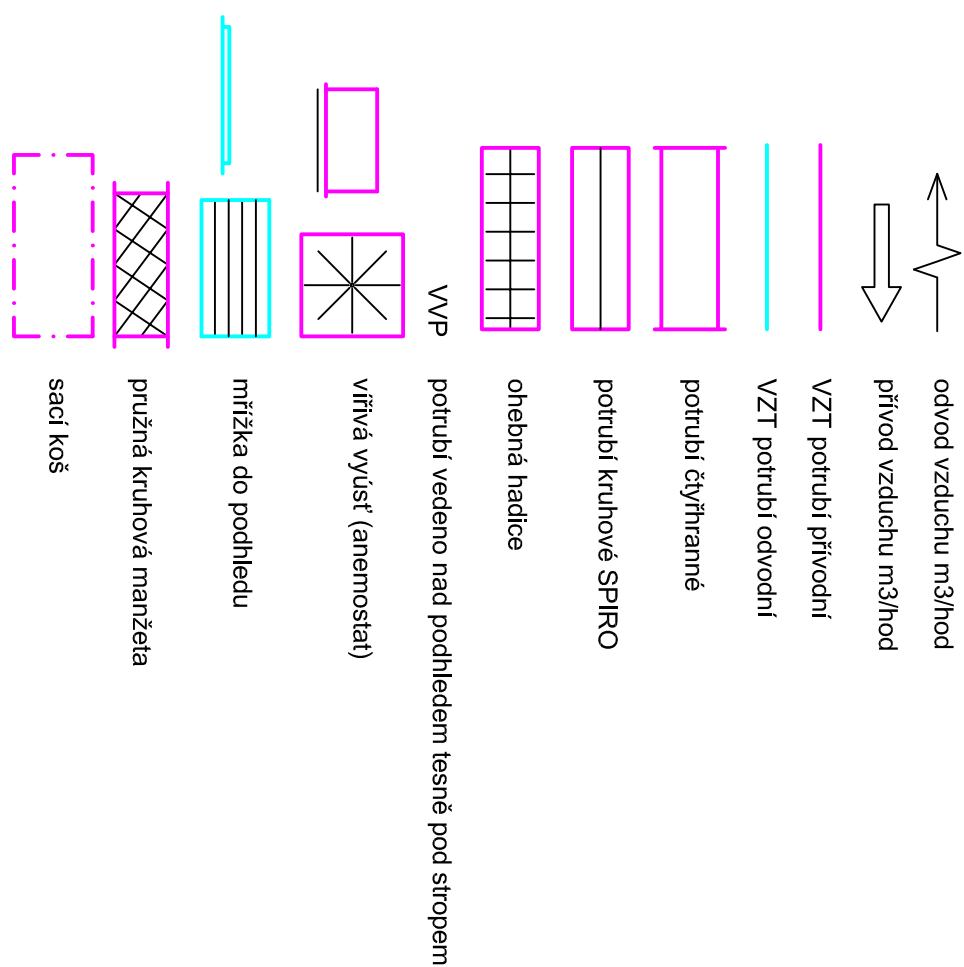 odvod vzduchu m3/hod
přívod vzduchu m3/hod
VZT potrubí přívodní
VZT potrubí odvodní
potrubí čtyřhranné
potrubí kruhové SPIRO
ohebná hadice
VVP potrubí vedeno nad podhledem tesně pod stropem
vířivá vyúsť (anemostat)
mřížka do podhledu
pružná kruhová manžeta
sací koš